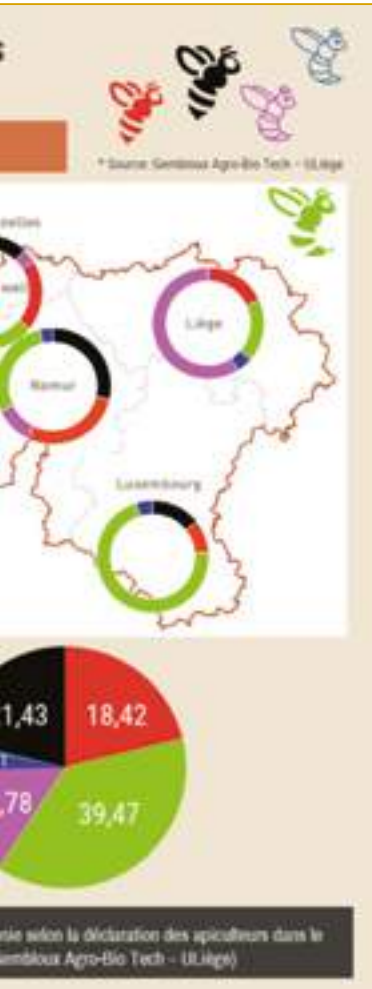 s
* Source: Gembloux Agro-Bio Tech - ULiège
Liège
Namur
Luxembourg
1,43
18,42
,78
39,47
nie selon la déclaration des apiculteurs dans le
Gembloux Agro-Bio Tech - ULiège)